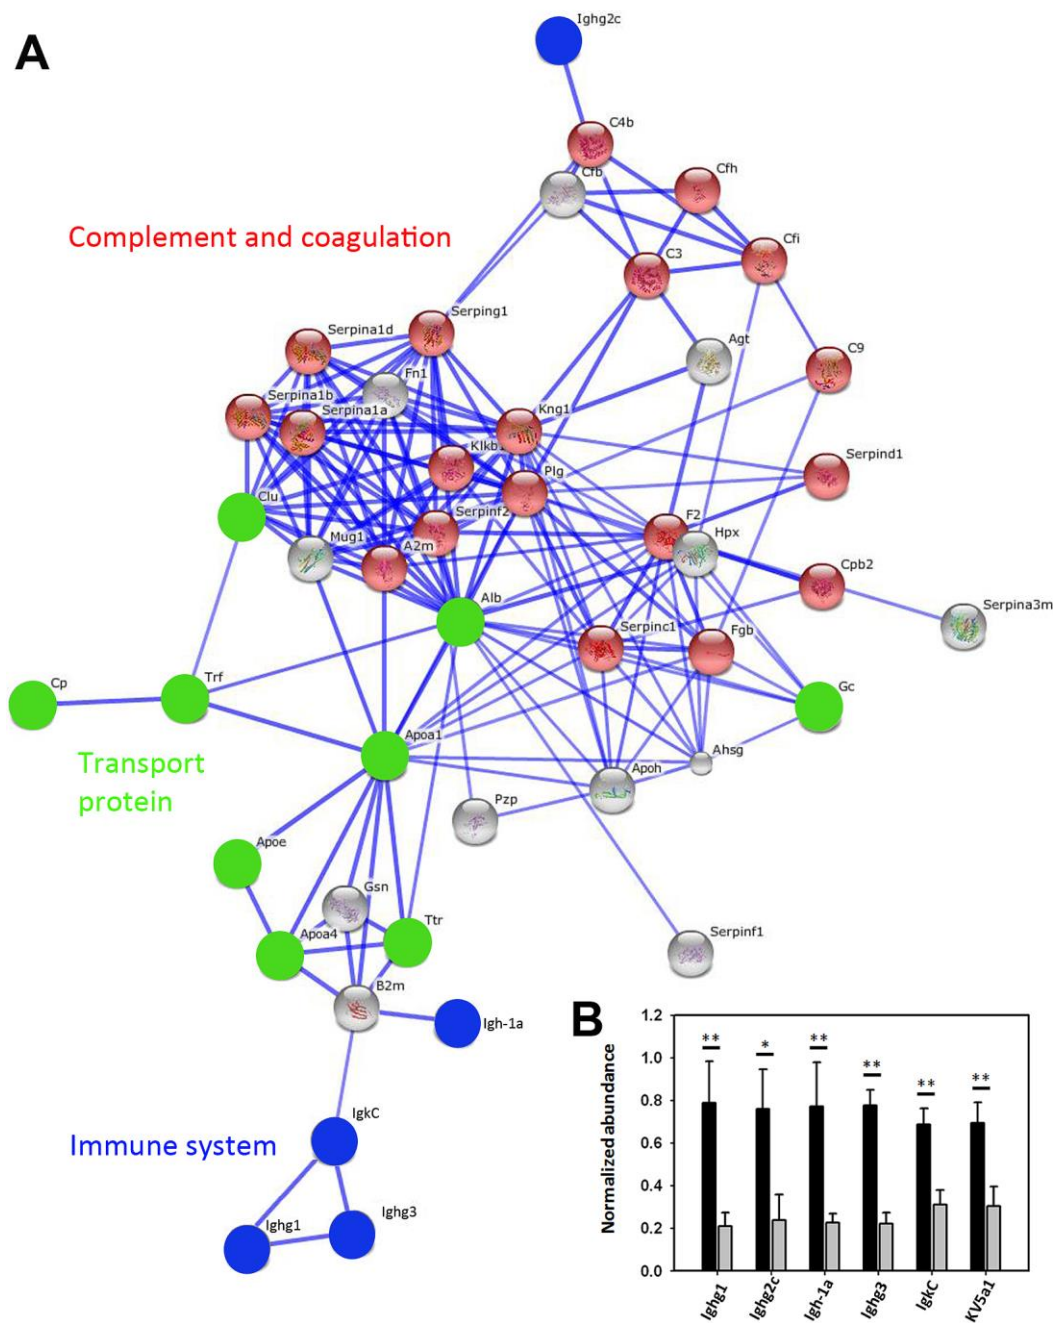 A
Ighg2c
C4b
Cfb
Cfh
Complement and coagulation
C3
Cfi
Serping1
Serpina1d
Agt
C9
Fn1
Serpina1b
Serpina1a
Kng1
Klkb1
Plg
Serpind1
Clu
Serpinf2
F2
Hpx
Mug1
A2m
Cpb2
Alb
Serpina3m
Serpinc1
Fgb
Cp
Trf
Gc
Apoa1
Ahsg
Transport
protein
Apoh
Pzp
Apoe
Gsn
Ttr
Apoa4
Serpinf1
B2m
Igh-1a
IgkC
Immune system
Ighg3
Ighg1
B
Normalized abundance
1.2
1.0
0.8
0.6
0.4
0.2
0.0
** * ** ** ** **
Ighg1
Ighg2c
Igh-1a
Ighg3
IgkC
KV5a1